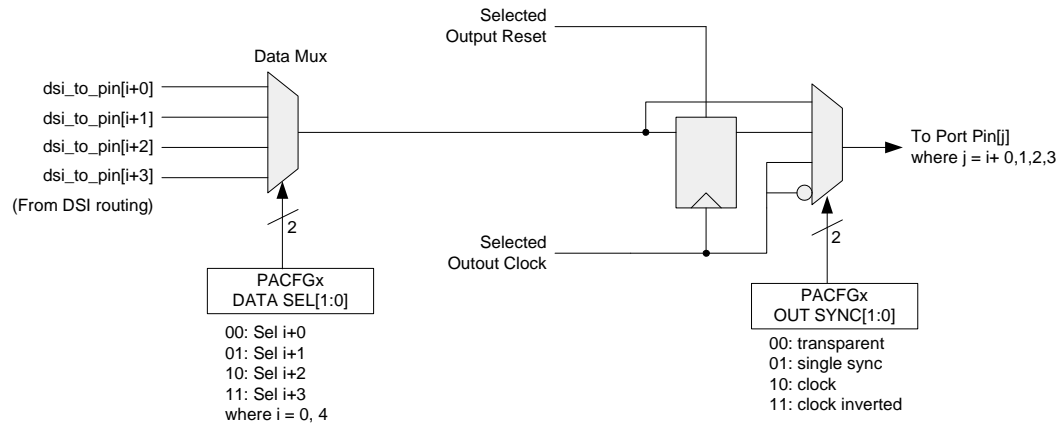 Selected
Output Reset
Data Mux
dsi_to_pin[i+0]
dsi_to_pin[i+1]
dsi_to_pin[i+2]
dsi_to_pin[i+3]
(From DSI routing)
To Port Pin[j]
where j = i+ 0,1,2,3
2
2
Selected
Outout Clock
PACFGx
DATA SEL[1:0]
00: Sel i+0
01: Sel i+1
10: Sel i+2
11: Sel i+3
where i = 0, 4
PACFGx
OUT SYNC[1:0]
00: transparent
01: single sync
10: clock
11: clock inverted